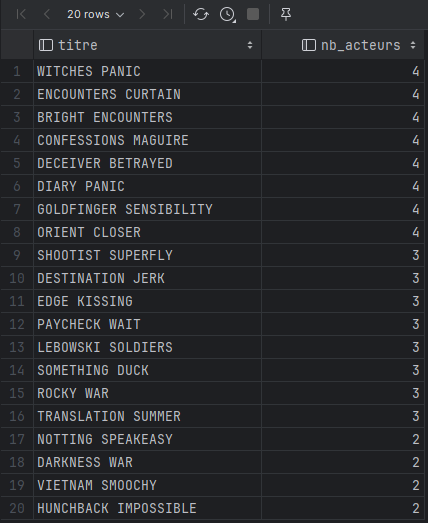 20 rows
titre nb_acteurs
1 WITCHES PANIC 4
2 ENCOUNTERS CURTAIN 4
3 BRIGHT ENCOUNTERS 4
4 CONFESSIONS MAGUIRE 4
5 DECEIVER BETRAYED 4
6 DIARY PANIC 4
7 GOLDFINGER SENSIBILITY 4
8 ORIENT CLOSER 4
9 SHOOTIST SUPERFLY 3
10 DESTINATION JERK 3
11 EDGE KISSING 3
12 PAYCHECK WAIT 3
13 LEBOWSKI SOLDIERS 3
14 SOMETHING DUCK 3
15 ROCKY WAR 3
16 TRANSLATION SUMMER 3
17 NOTTING SPEAKEASY 2
18 DARKNESS WAR 2
19 VIETNAM SMOOCHY 2
20 HUNCHBACK IMPOSSIBLE 2